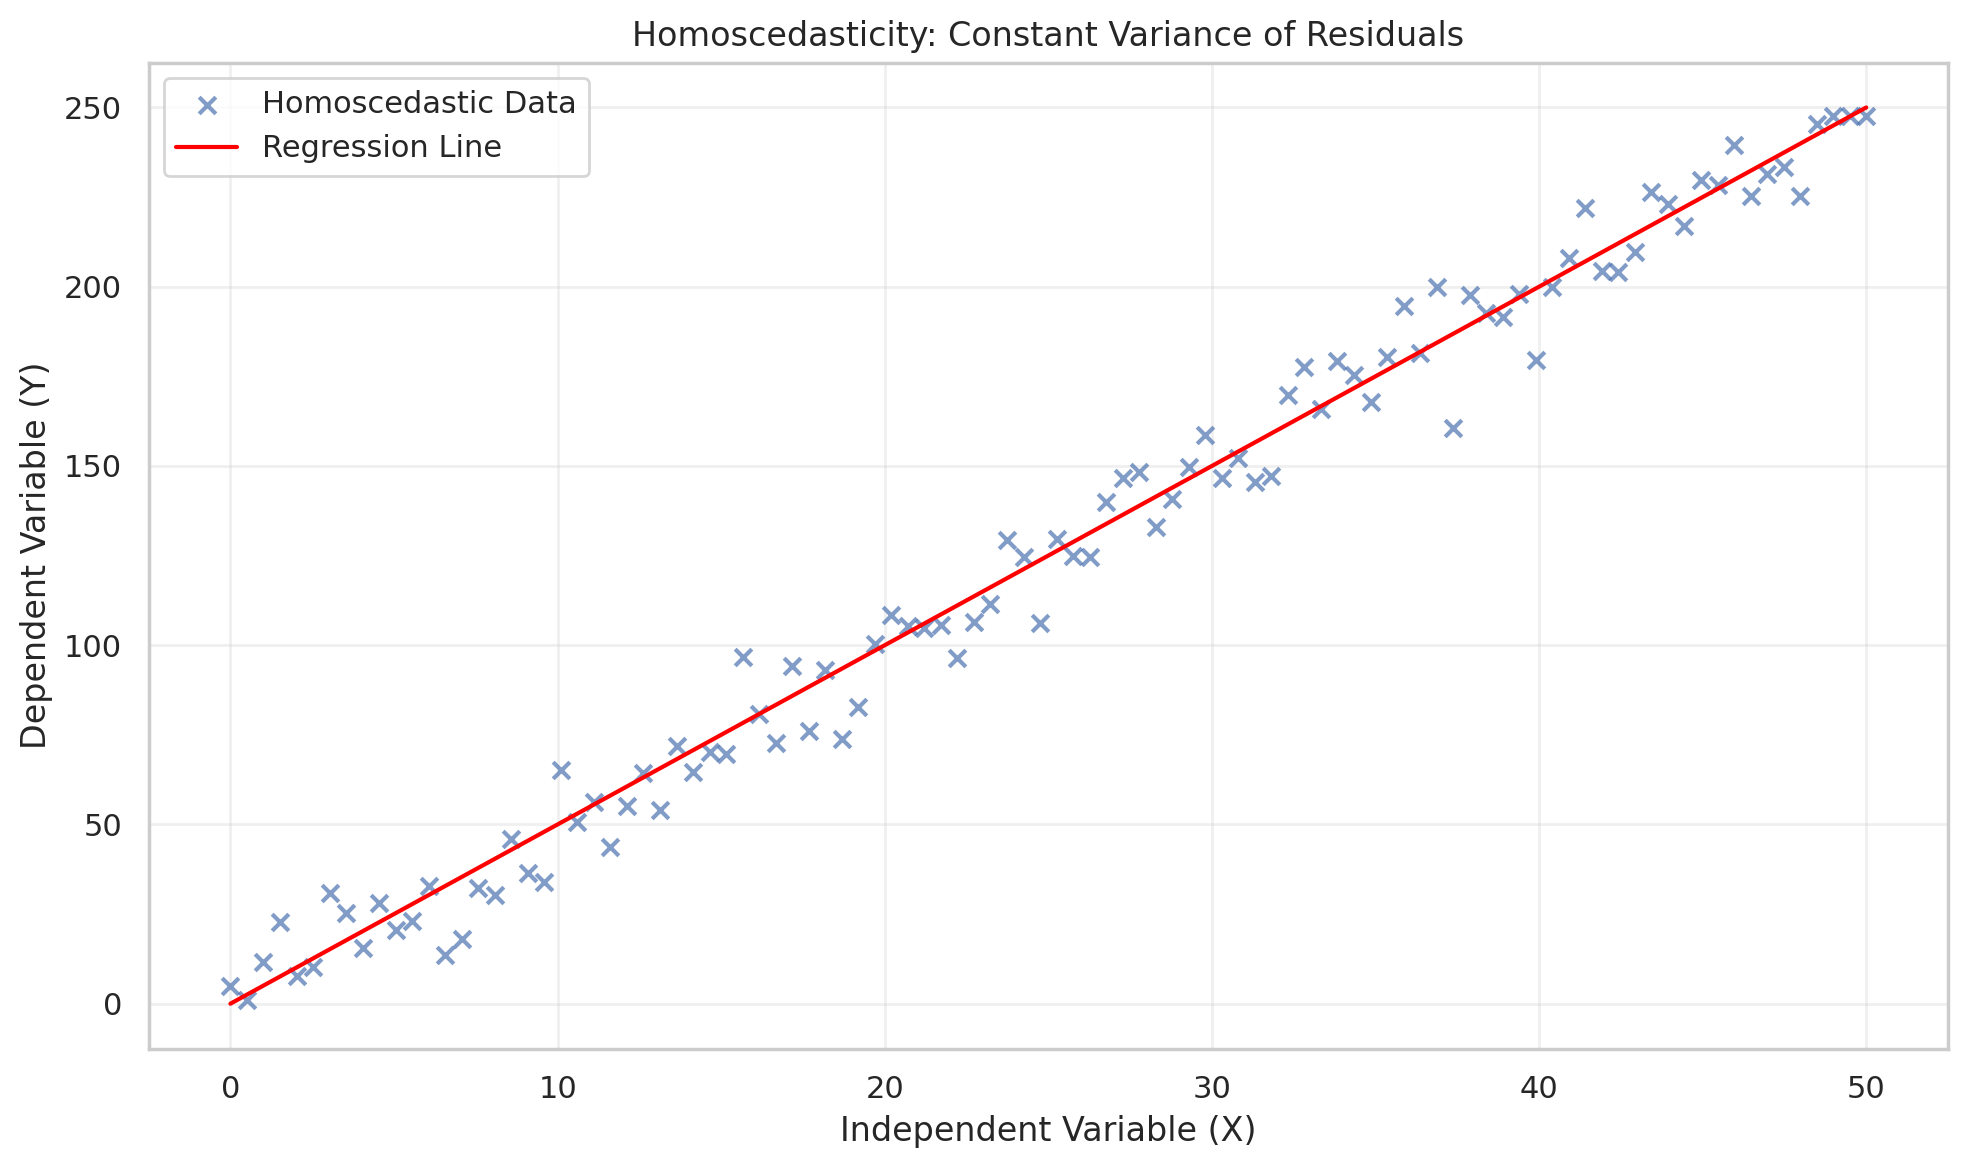 Homoscedasticity: Constant Variance of Residuals
Homoscedastic Data
Regression Line
250
200
150
100
50
0
Dependent Variable (Y)
0 10 20 30 40 50
Independent Variable (X)